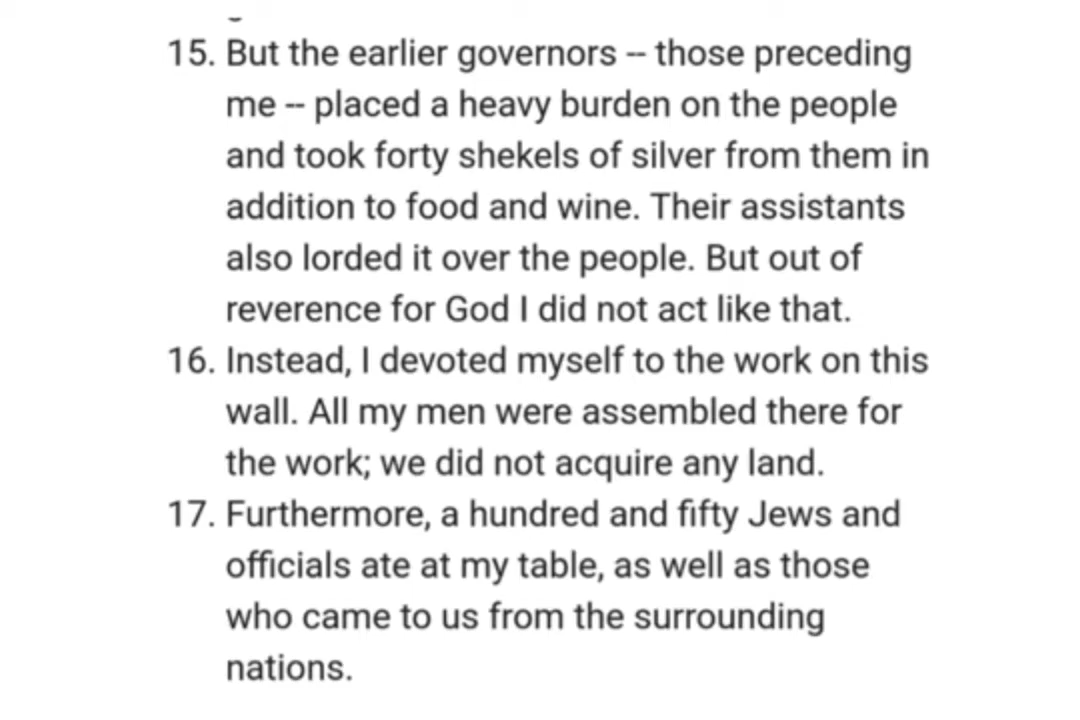 15. But the earlier governors -- those preceding
me -- placed a heavy burden on the people
and took forty shekels of silver from them in
addition to food and wine. Their assistants
also lorded it over the people. But out of
reverence for God I did not act like that.
16. Instead, I devoted myself to the work on this
wall. All my men were assembled there for
the work; we did not acquire any land.
17. Furthermore, a hundred and fifty Jews and
officials ate at my table, as well as those
who came to us from the surrounding
nations.